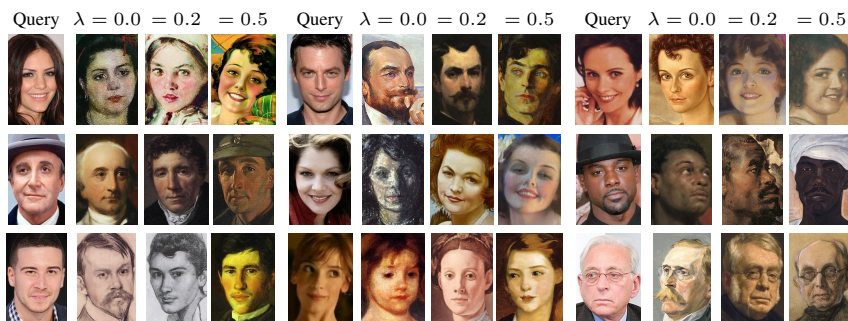 Query λ = 0.0 = 0.2 = 0.5 Query λ = 0.0 = 0.2 = 0.5 Query λ = 0.0 = 0.2 = 0.5